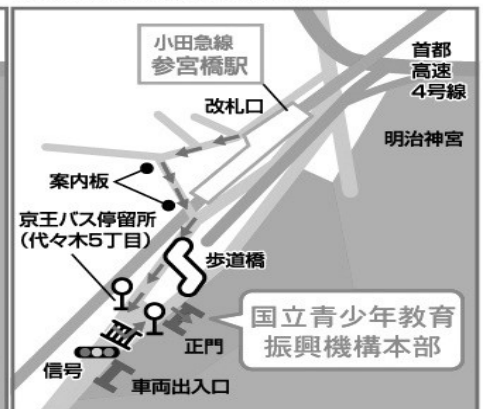 小田急線
参宮橋駅
首都
高速
4号線
改札口
明治神宮
案内板
京王バス停留所
（代々木5丁目）
歩道橋
国立青少年教育
振興機構本部
正門
信号
車両出入口